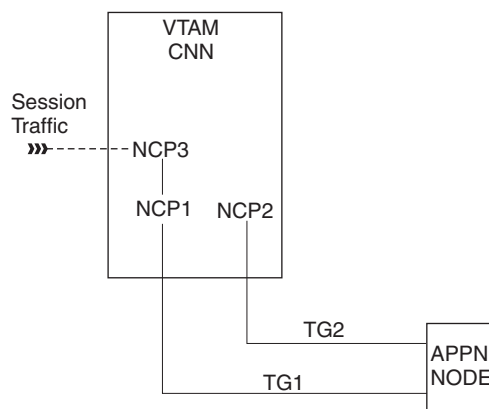 VTAM
CNN
Session
Traffic
NCP3
NCP1
NCP2
TG2
TG1
APPN
NODE